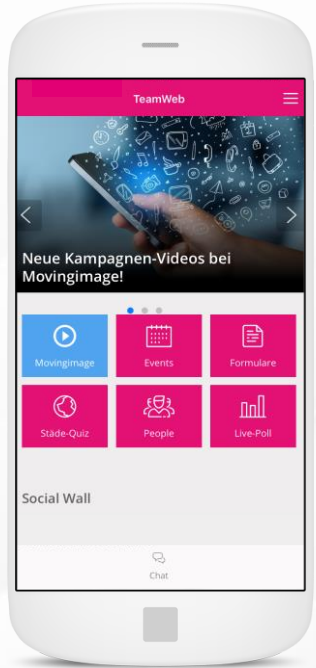 TeamWeb
Neue Kampagnen-Videos bei
Movingimage!
Movingimage
Events
Formulare
Städe-Quiz
People
Live-Poll
Social Wall
Chat